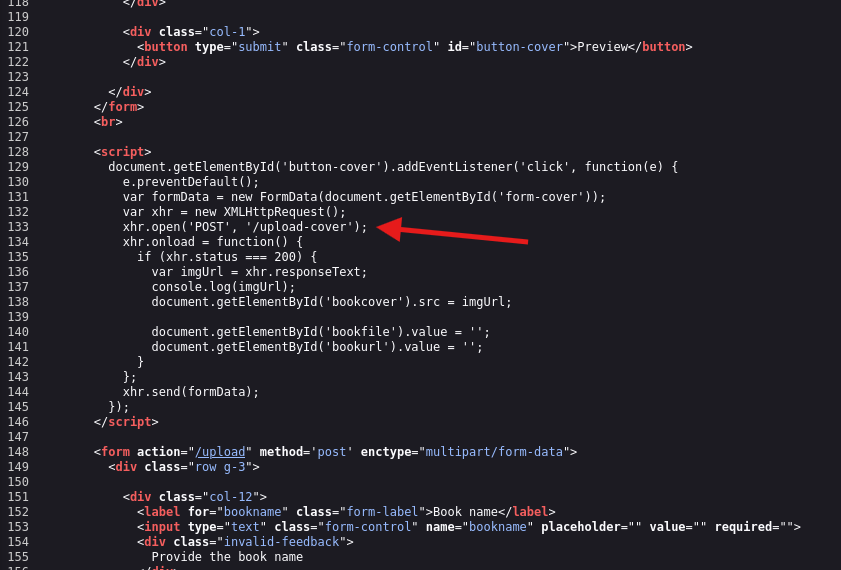 118             </div>
119
120             <div class="col-1">
121               <button type="submit" class="form-control" id="button-cover">Preview</button>
122             </div>
123
124           </div>
125         </form>
126         <br>
127
128         <script>
129           document.getElementById('button-cover').addEventListener('click', function(e) {
130             e.preventDefault();
131             var formData = new FormData(document.getElementById('form-cover'));
132             var xhr = new XMLHttpRequest();
133             xhr.open('POST', '/upload-cover');
134             xhr.onload = function() {
135               if (xhr.status === 200) {
136                 var imgUrl = xhr.responseText;
137                 console.log(imgUrl);
138                 document.getElementById('bookcover').src = imgUrl;
139
140                 document.getElementById('bookfile').value = '';
141                 document.getElementById('bookurl').value = '';
142               }
143             };
144             xhr.send(formData);
145           });
146         </script>
147
148         <form action="/upload" method='post' enctype="multipart/form-data">
149           <div class="row g-3">
150
151             <div class="col-12">
152               <label for="bookname" class="form-label">Book name</label>
153               <input type="text" class="form-control" name="bookname" placeholder="" value="" required="">
154               <div class="invalid-feedback">
155                 Provide the book name
156               </div>